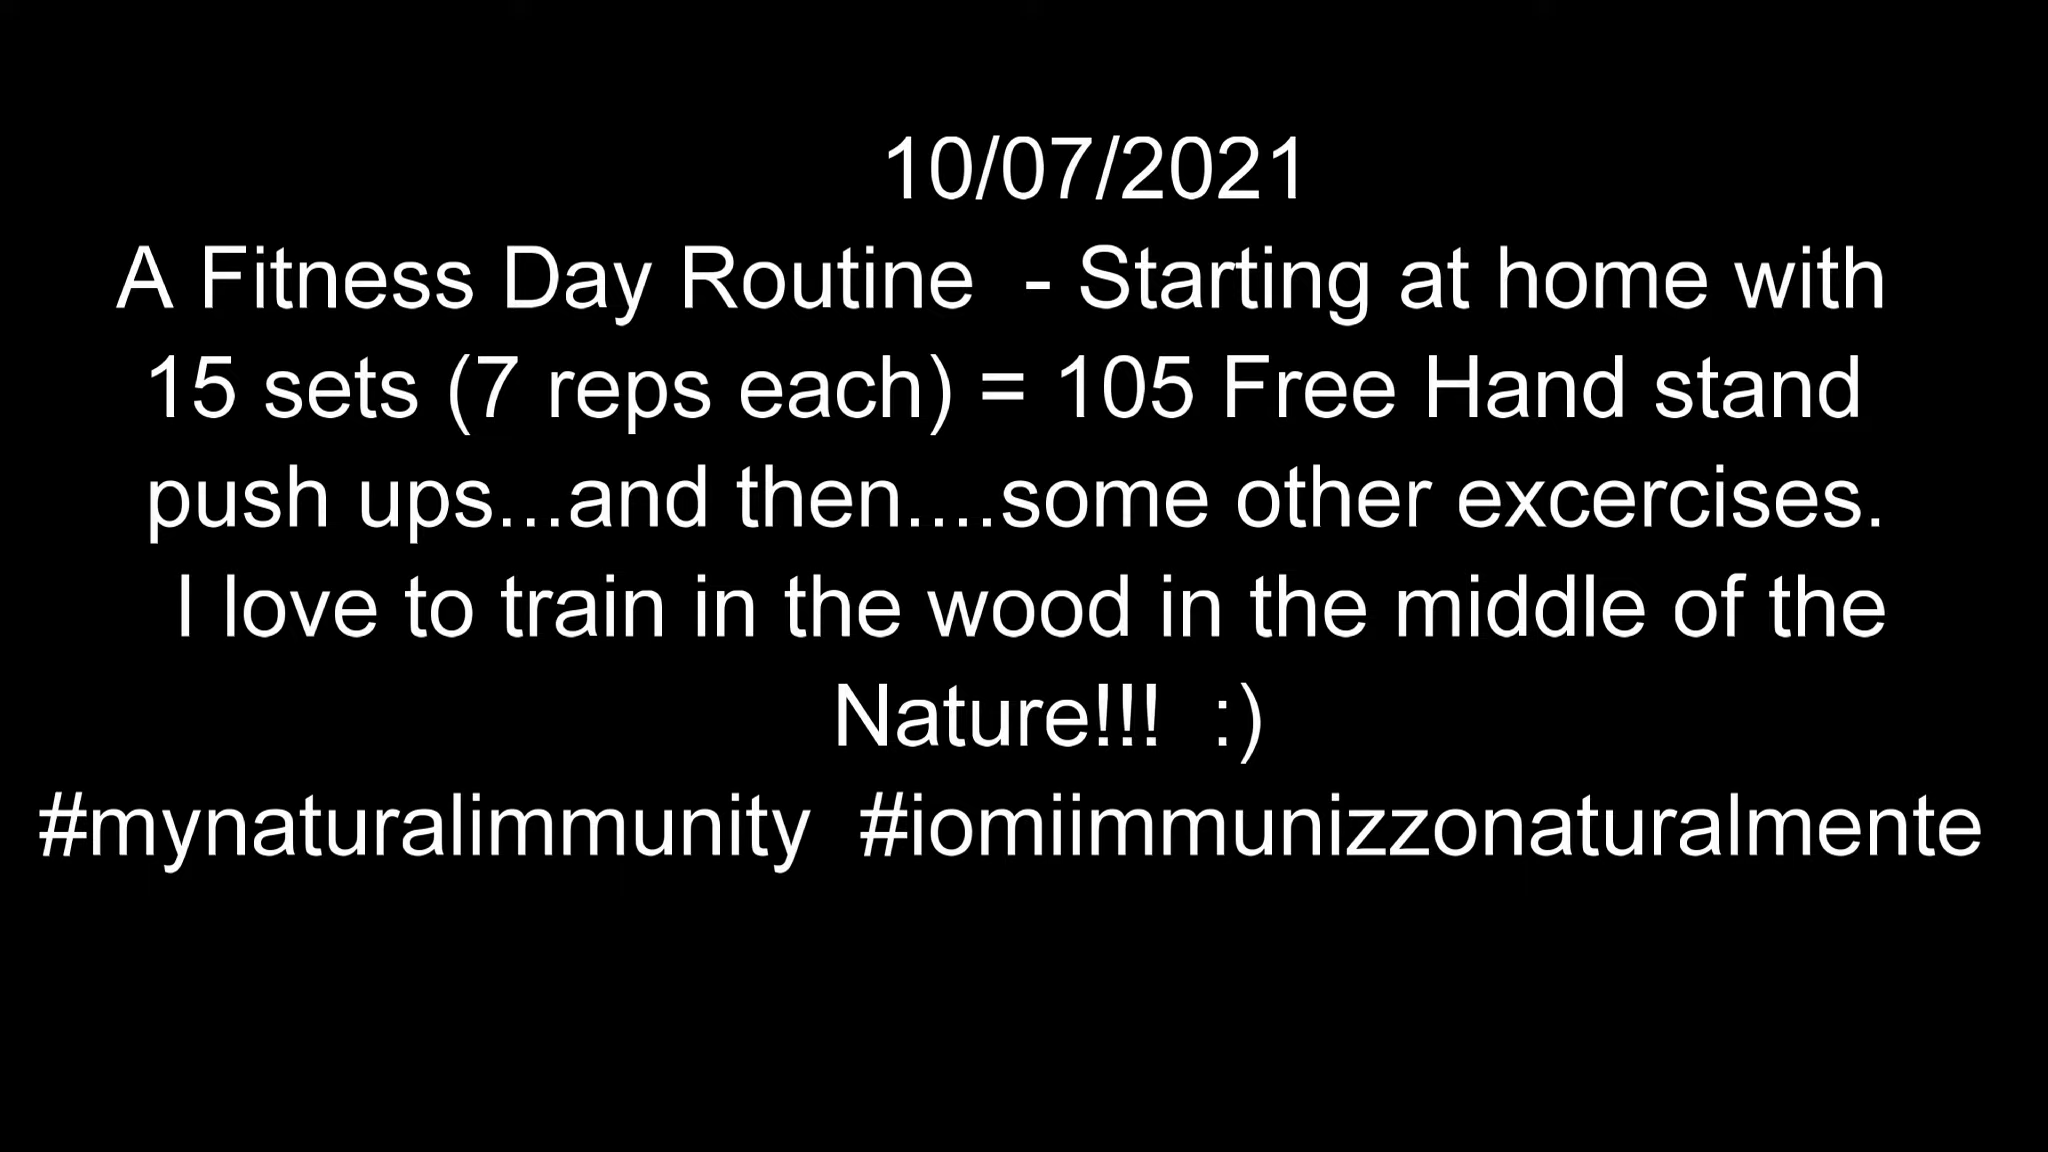 10/07/2021
A Fitness Day Routine  - Starting at home with
15 sets (7 reps each) = 105 Free Hand stand
push ups...and then....some other excercises.
I love to train in the wood in the middle of the
Nature!!!  :)
#mynaturalimmunity  #iomiimmunizzonaturalmente